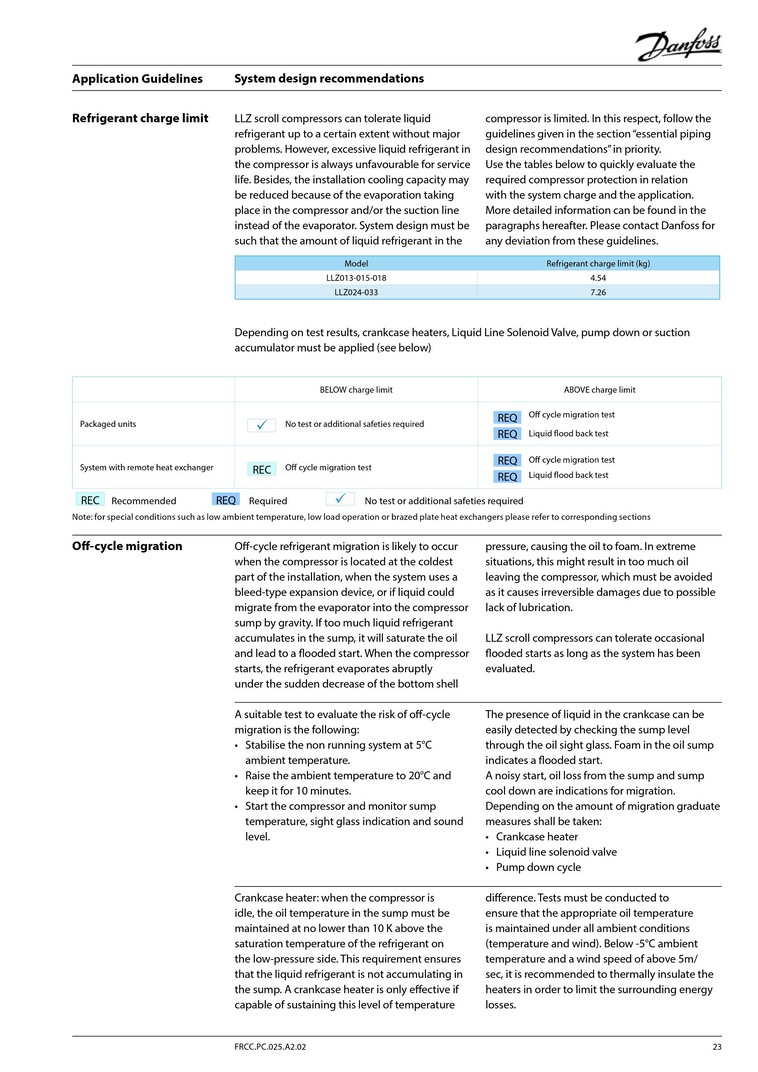 Danfoss
Application Guidelines
System design recommendations
Refrigerant charge limit
LLZ scroll compressors can tolerate liquid
refrigerant up to a certain extent without major
problems. However, excessive liquid refrigerant in
the compressor is always unfavourable for service
life. Besides, the installation cooling capacity may
be reduced because of the evaporation taking
place in the compressor and/or the suction line
instead of the evaporator. System design must be
such that the amount of liquid refrigerant in the
compressor is limited. In this respect, follow the
guidelines given in the section “essential piping
design recommendations” in priority.
Use the tables below to quickly evaluate the
required compressor protection in relation
with the system charge and the application.
More detailed information can be found in the
paragraphs hereafter. Please contact Danfoss for
any deviation from these guidelines.
Model Refrigerant charge limit (kg)
LLZ013-015-018 4.54
LLZ024-033 7.26
Depending on test results, crankcase heaters, Liquid Line Solenoid Valve, pump down or suction
accumulator must be applied (see below)
BELOW charge limit ABOVE charge limit
Packaged units
No test or additional safeties required
REQ Off cycle migration test
REQ Liquid flood back test
System with remote heat exchanger
REC Off cycle migration test
REQ Off cycle migration test
REQ Liquid flood back test
REC Recommended REQ Required No test or additional safeties required
Note: for special conditions such as low ambient temperature, low load operation or brazed plate heat exchangers please refer to corresponding sections
Off-cycle migration
Off-cycle refrigerant migration is likely to occur
when the compressor is located at the coldest
part of the installation, when the system uses a
bleed-type expansion device, or if liquid could
migrate from the evaporator into the compressor
sump by gravity. If too much liquid refrigerant
accumulates in the sump, it will saturate the oil
and lead to a flooded start. When the compressor
starts, the refrigerant evaporates abruptly
under the sudden decrease of the bottom shell
pressure, causing the oil to foam. In extreme
situations, this might result in too much oil
leaving the compressor, which must be avoided
as it causes irreversible damages due to possible
lack of lubrication.
LLZ scroll compressors can tolerate occasional
flooded starts as long as the system has been
evaluated.
A suitable test to evaluate the risk of off-cycle
migration is the following:
• Stabilise the non running system at 5°C
ambient temperature.
• Raise the ambient temperature to 20°C and
keep it for 10 minutes.
• Start the compressor and monitor sump
temperature, sight glass indication and sound
level.
The presence of liquid in the crankcase can be
easily detected by checking the sump level
through the oil sight glass. Foam in the oil sump
indicates a flooded start.
A noisy start, oil loss from the sump and sump
cool down are indications for migration.
Depending on the amount of migration graduate
measures shall be taken:
• Crankcase heater
• Liquid line solenoid valve
• Pump down cycle
Crankcase heater: when the compressor is
idle, the oil temperature in the sump must be
maintained at no lower than 10 K above the
saturation temperature of the refrigerant on
the low-pressure side. This requirement ensures
that the liquid refrigerant is not accumulating in
the sump. A crankcase heater is only effective if
capable of sustaining this level of temperature
difference. Tests must be conducted to
ensure that the appropriate oil temperature
is maintained under all ambient conditions
(temperature and wind). Below -5°C ambient
temperature and a wind speed of above 5m/
sec, it is recommended to thermally insulate the
heaters in order to limit the surrounding energy
losses.
FRCC.PC.025.A2.02
23